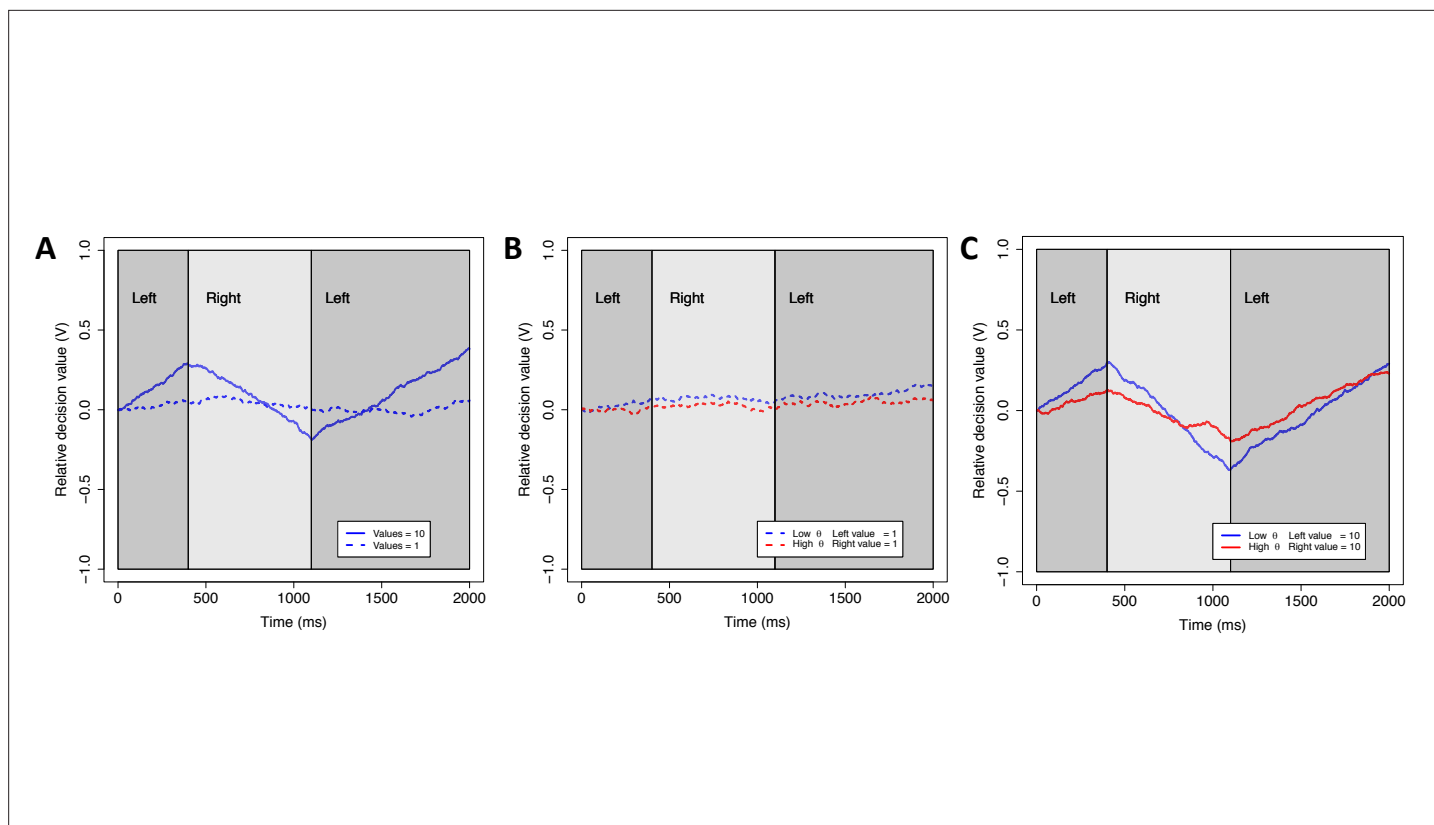 A
Relative decision value (V)
1.0
0.5
0.0
−0.5
−1.0
Left
Right
Left
Values = 10
Values = 1
0
500
1000
1500
2000
Time (ms)
B
Relative decision value (V)
1.0
0.5
0.0
−0.5
−1.0
Left
Right
Left
Low θ Left value = 1
High θ Right value = 1
0
500
1000
1500
2000
Time (ms)
C
Relative decision value (V)
1.0
0.5
0.0
−0.5
−1.0
Left
Right
Left
Low θ Left value = 10
High θ Right value = 10
0
500
1000
1500
2000
Time (ms)